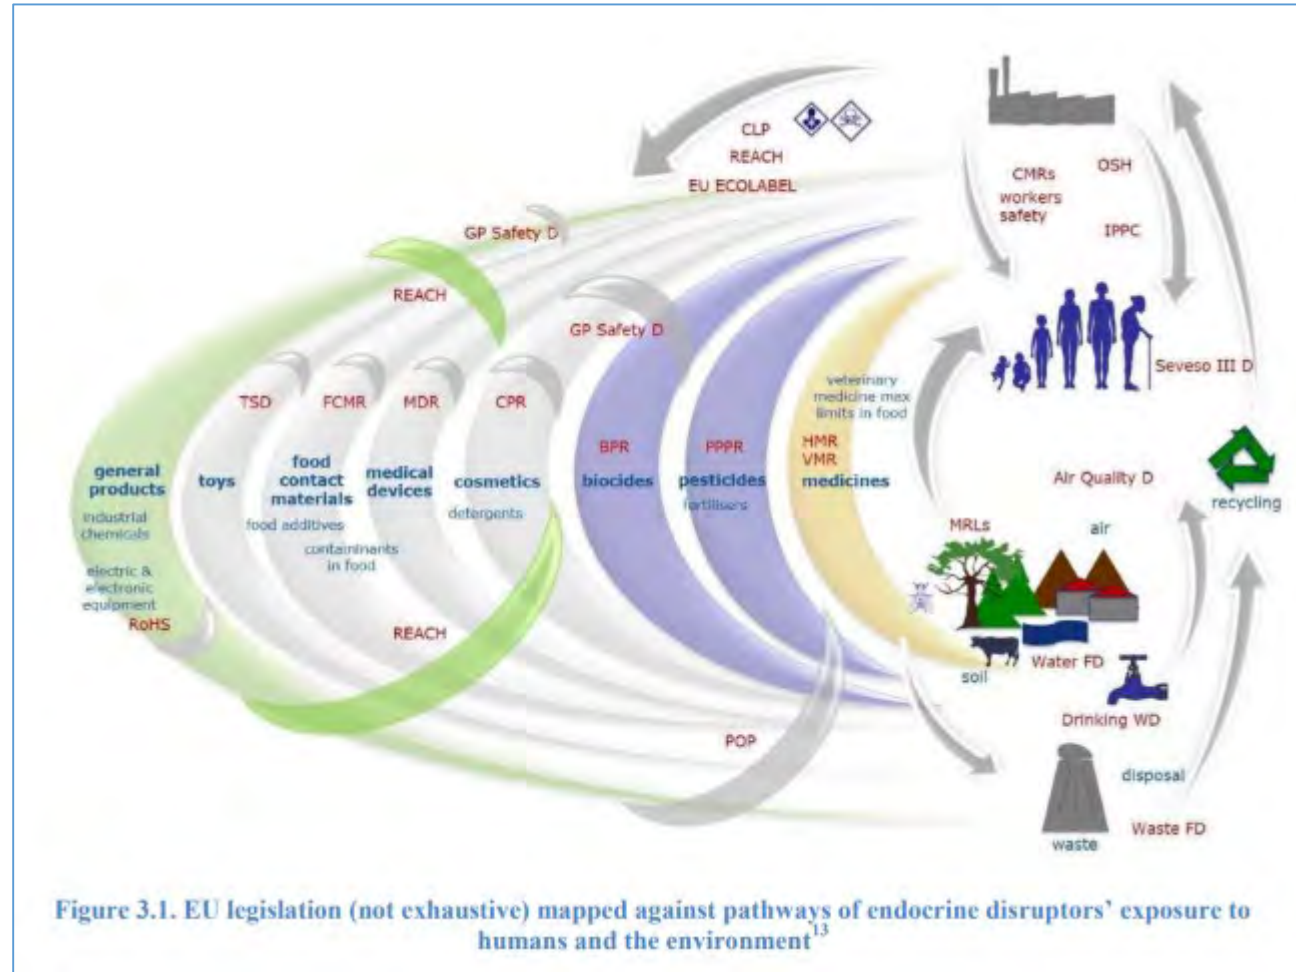 CLP
REACH
EU ECOLABEL
CMRs
workers
safety
OSH
IPPC
GP Safety D
REACH
GP Safety D
Seveso III D
TSD
FCMR
MDR
CPR
veterinary
medicine max
limits in food
BPR
PPPR
HMR
VMR
general
products
toys
food
contact
materials
medical
devices
cosmetics
biocides
pesticides
medicines
industrial
chemicals
food additives
contaminants
in food
detergents
fertilisers
Air Quality D
recycling
MRLs
air
electric &
electronic
equipment
RoHS
REACH
Water FD
soil
Drinking WD
POP
disposal
waste
Waste FD
Figure 3.1. EU legislation (not exhaustive) mapped against pathways of endocrine disruptors' exposure to
humans and the environment13